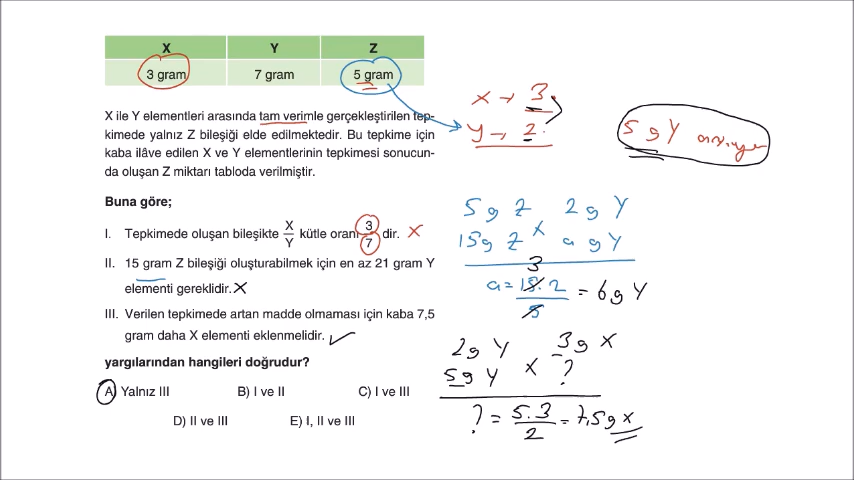 X Y Z
3 gram 7 gram 5 gram
X ile Y elementleri arasında tam verimle gerçekleştirilen tep-
kimede yalnız Z bileşiği elde edilmektedir. Bu tepkime için
kaba ilâve edilen X ve Y elementlerinin tepkimesi sonucun-
da oluşan Z miktarı tabloda verilmiştir.
Buna göre;
I. Tepkimede oluşan bileşikte X/Y kütle oranı 3/7 dir. X
II. 15 gram Z bileşiği oluşturabilmek için en az 21 gram Y
elementi gereklidir. X
III. Verilen tepkimede artan madde olmaması için kaba 7,5
gram daha X elementi eklenmelidir. ✓
yargılarından hangileri doğrudur?
A) Yalnız III B) I ve II C) I ve III
D) II ve III E) I, II ve III
X → 3
Y → 2
5 g Y artmıyor
5 g Z 2 g Y
15 g Z X a g Y
3
a = 15.2 / 5 = 6 g Y
2g Y 3g X
5g Y X ?
? = 5.3 / 2 = 7,5 g X